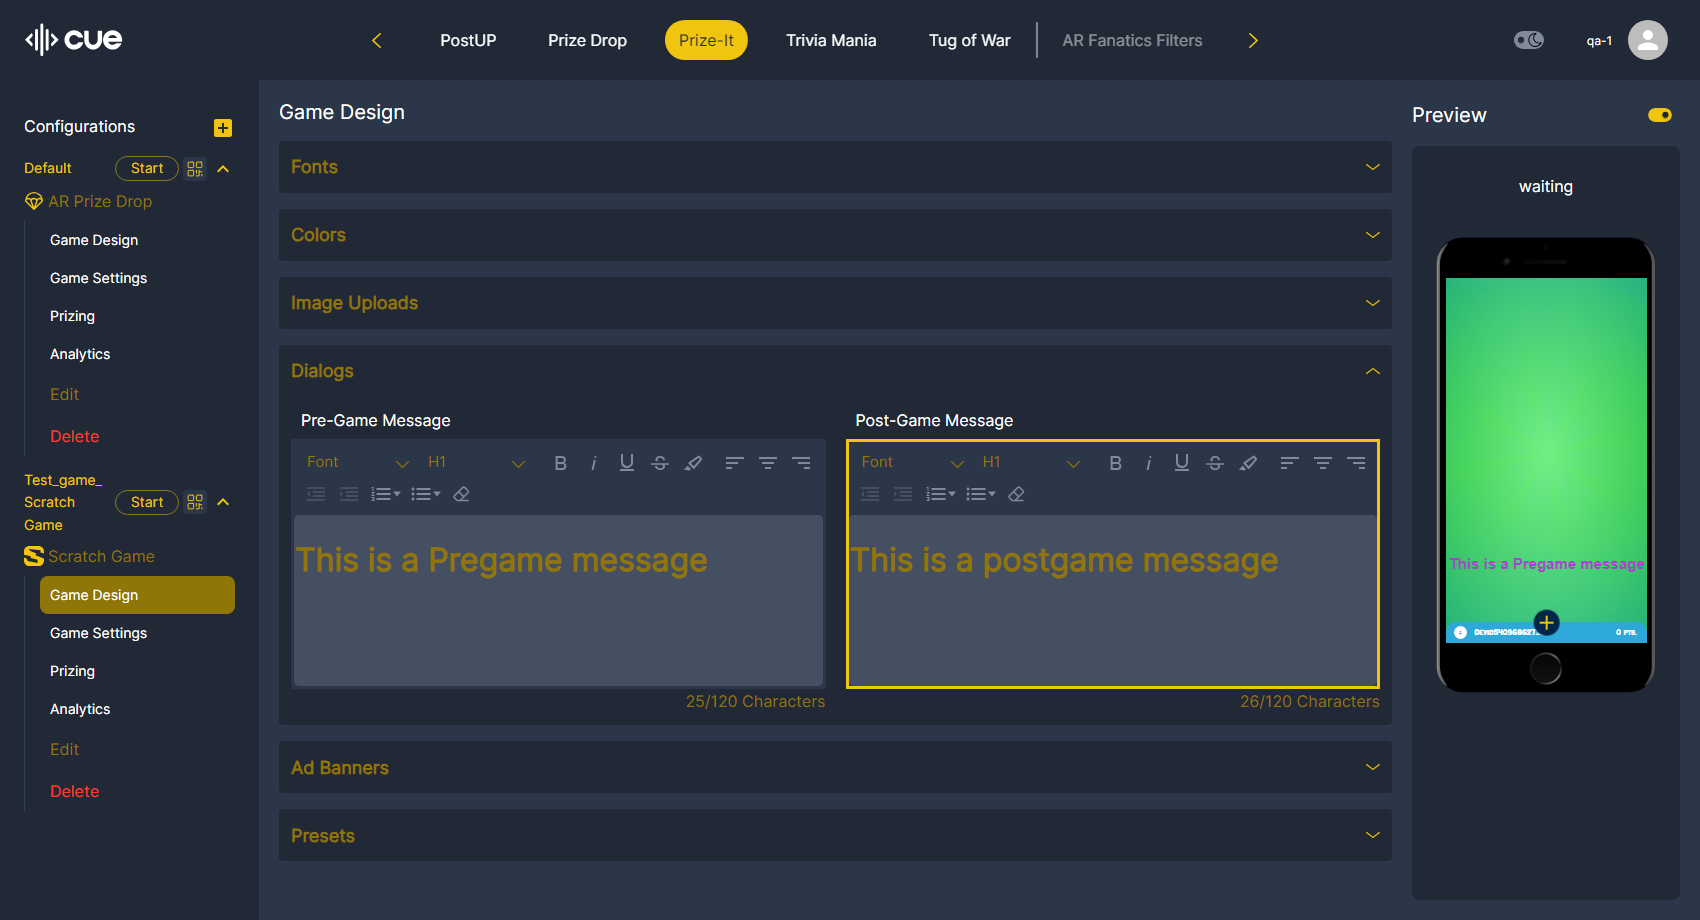 cue
PostUP
Prize Drop
Prize-It
Trivia Mania
Tug of War
AR Fanatics Filters
qa-1
Configurations
Default
Start
AR Prize Drop
Game Design
Game Settings
Prizing
Analytics
Edit
Delete
Test_game_
Scratch
Game
Start
Scratch Game
Game Design
Game Settings
Prizing
Analytics
Edit
Delete
Game Design
Fonts
Colors
Image Uploads
Dialogs
Pre-Game Message
Font
H1
B
i
U
S
This is a Pregame message
25/120 Characters
Post-Game Message
Font
H1
B
i
U
S
This is a postgame message
26/120 Characters
Ad Banners
Presets
Preview
waiting
This is a Pregame message
0 PTS.